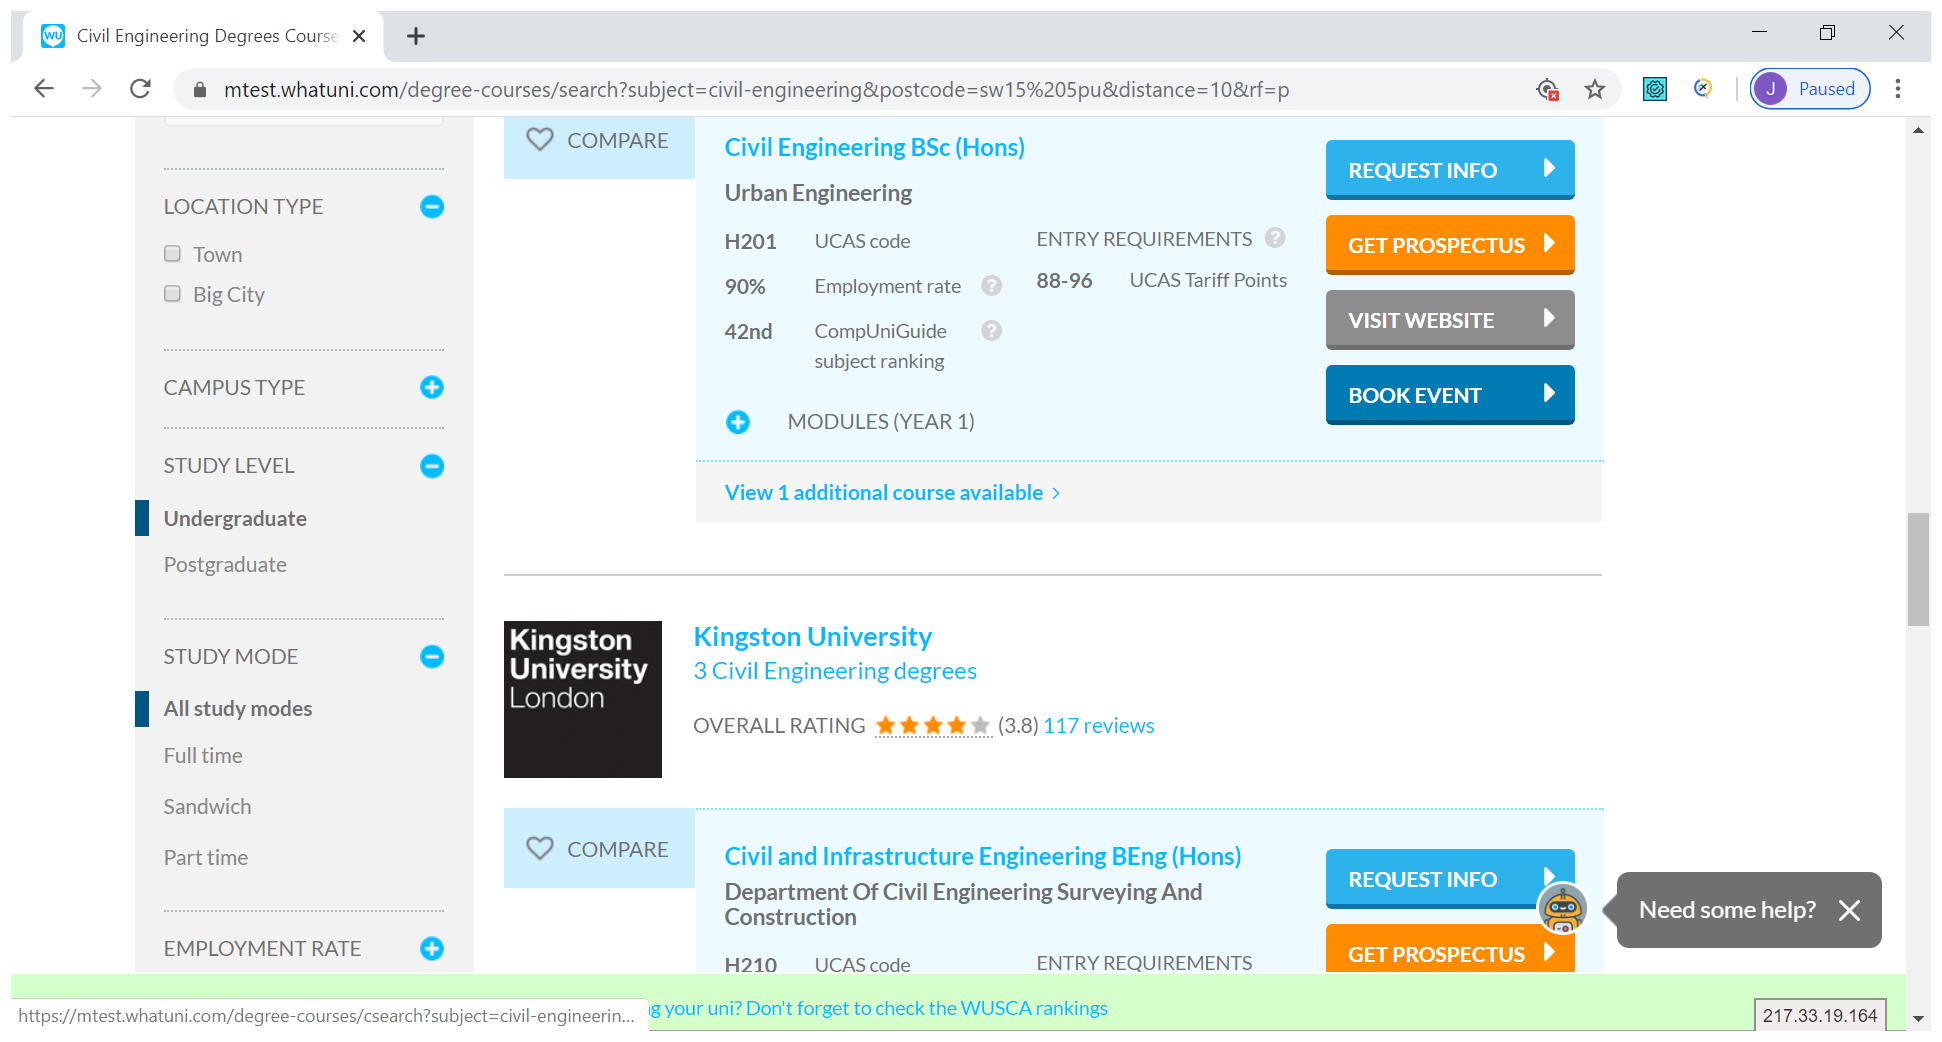 WU Civil Engineering Degrees Course
mtest.whatuni.com/degree-courses/search?subject=civil-engineering&postcode=sw15%205pu&distance=10&rf=p
J Paused
LOCATION TYPE
Town
Big City
CAMPUS TYPE
STUDY LEVEL
Undergraduate
Postgraduate
STUDY MODE
All study modes
Full time
Sandwich
Part time
EMPLOYMENT RATE
COMPARE
Civil Engineering BSc (Hons)
Urban Engineering
H201 UCAS code
90% Employment rate ?
42nd CompUniGuide ?
subject ranking
ENTRY REQUIREMENTS ?
88-96 UCAS Tariff Points
MODULES (YEAR 1)
REQUEST INFO
GET PROSPECTUS
VISIT WEBSITE
BOOK EVENT
View 1 additional course available >
Kingston
University
London
Kingston University
3 Civil Engineering degrees
OVERALL RATING (3.8) 117 reviews
COMPARE
Civil and Infrastructure Engineering BEng (Hons)
Department Of Civil Engineering Surveying And
Construction
H210 UCAS code
ENTRY REQUIREMENTS
REQUEST INFO
GET PROSPECTUS
Need some help?
your uni? Don't forget to check the WUSCA rankings
https://mtest.whatuni.com/degree-courses/csearch?subject=civil-engineerin...
217.33.19.164